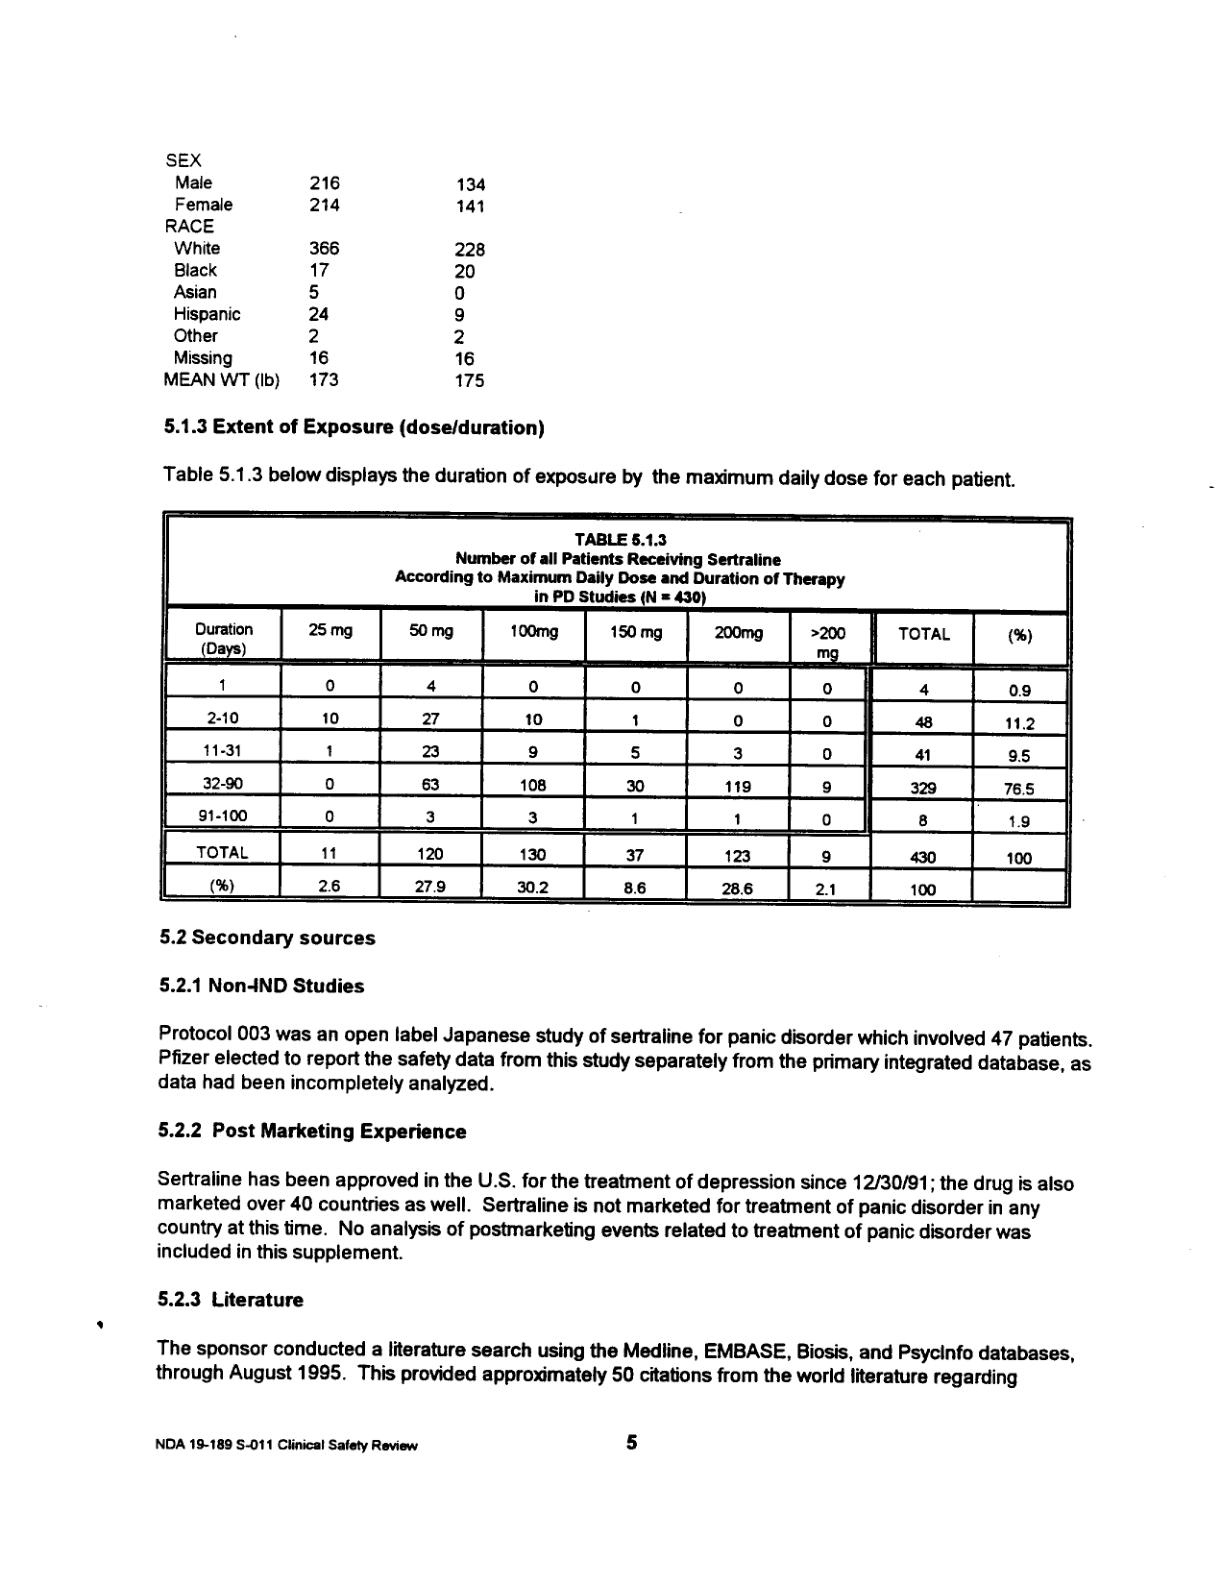 SEX
Male 216 134
Female 214 141
RACE
White 366 228
Black 17 20
Asian 5 0
Hispanic 24 9
Other 2 2
Missing 16 16
MEAN WT (lb) 173 175
5.1.3 Extent of Exposure (dose/duration)
Table 5.1.3 below displays the duration of exposure by the maximum daily dose for each patient.
TABLE 5.1.3
Number of all Patients Receiving Sertraline
According to Maximum Daily Dose and Duration of Therapy
in PD Studies (N = 430)
Duration (Days) 25 mg 50 mg 100mg 150 mg 200mg >200 mg TOTAL (%)
1 0 4 0 0 0 0 4 0.9
2-10 10 27 10 1 0 0 48 11.2
11-31 1 23 9 5 3 0 41 9.5
32-90 0 63 108 30 119 9 329 76.5
91-100 0 3 3 1 1 0 8 1.9
TOTAL 11 120 130 37 123 9 430 100
(%) 2.6 27.9 30.2 8.6 28.6 2.1 100
5.2 Secondary sources
5.2.1 Non-IND Studies
Protocol 003 was an open label Japanese study of sertraline for panic disorder which involved 47 patients.
Pfizer elected to report the safety data from this study separately from the primary integrated database, as
data had been incompletely analyzed.
5.2.2 Post Marketing Experience
Sertraline has been approved in the U.S. for the treatment of depression since 12/30/91; the drug is also
marketed over 40 countries as well. Sertraline is not marketed for treatment of panic disorder in any
country at this time. No analysis of postmarketing events related to treatment of panic disorder was
included in this supplement.
5.2.3 Literature
The sponsor conducted a literature search using the Medline, EMBASE, Biosis, and PsycInfo databases,
through August 1995. This provided approximately 50 citations from the world literature regarding
NDA 19-189 S-011 Clinical Safety Review 5